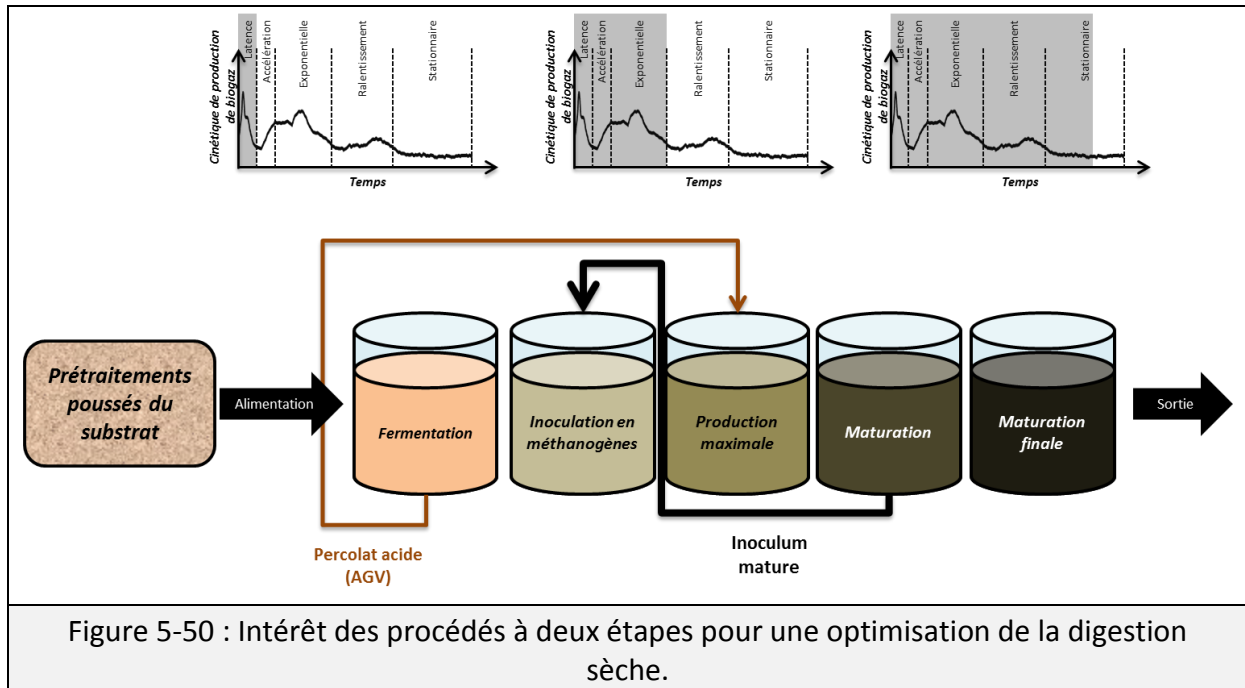 Cinétique de production
de biogaz
Latence
Accélération
Exponentielle
Ralentissement
Stationnaire
Temps
Cinétique de production
de biogaz
Latence
Accélération
Exponentielle
Ralentissement
Stationnaire
Temps
Cinétique de production
de biogaz
Latence
Accélération
Exponentielle
Ralentissement
Stationnaire
Temps
Prétraitements
poussés du
substrat
Alimentation
Fermentation
Inoculation en
méthanogènes
Production
maximale
Maturation
Maturation
finale
Sortie
Percolat acide
(AGV)
Inoculum
mature
Figure 5-50 : Intérêt des procédés à deux étapes pour une optimisation de la digestion
sèche.